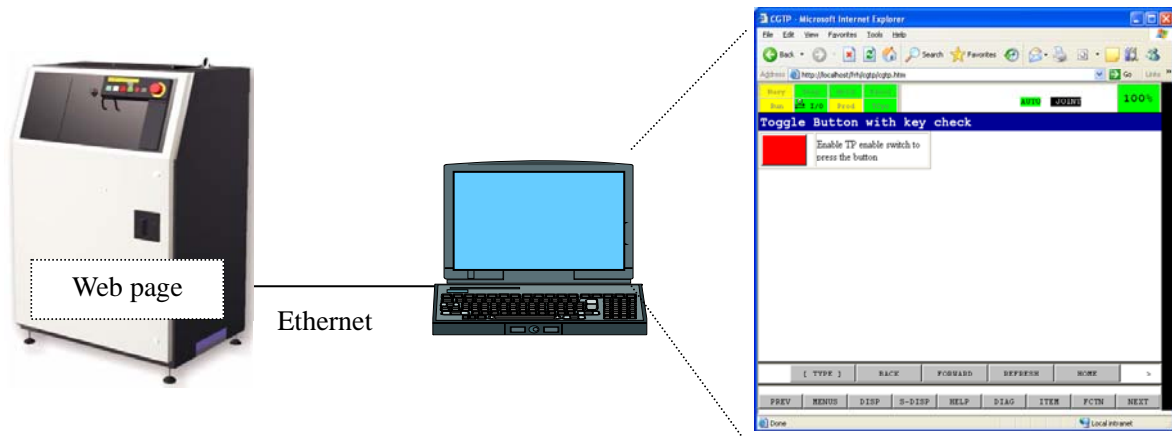 Web page
Ethernet
CGTP - Microsoft Internet Explorer
File Edit View Favorites Tools Help
Back Search Favorites
Address http://localhost/frh/cgtp/cgtp.htm Go Links »
Busy
Run I/O Prod
AUTO JOINT 100%
Toggle Button with key check
Enable TP enable switch to
press the button
[ TYPE ] BACK FORWARD REFRESH HOME >
PREV MENUS DISP S-DISP HELP DIAG ITEM FCTN NEXT
Done Local intranet